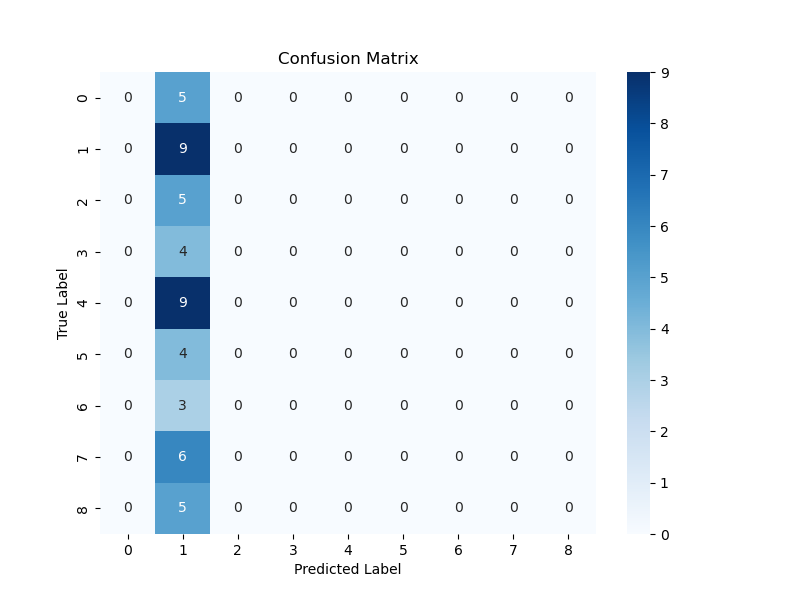 Confusion Matrix
0 0 5 0 0 0 0 0 0 0
1 0 9 0 0 0 0 0 0 0
2 0 5 0 0 0 0 0 0 0
3 0 4 0 0 0 0 0 0 0
4 0 9 0 0 0 0 0 0 0
5 0 4 0 0 0 0 0 0 0
6 0 3 0 0 0 0 0 0 0
7 0 6 0 0 0 0 0 0 0
8 0 5 0 0 0 0 0 0 0
0 1 2 3 4 5 6 7 8
Predicted Label
True Label
9
8
7
6
5
4
3
2
1
0